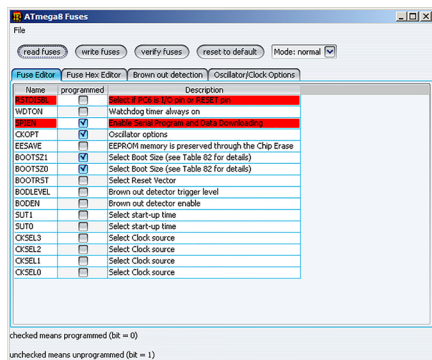 ATmega8 Fuses
File
read fuses write fuses verify fuses reset to default Mode: normal
Fuse Editor Fuse Hex Editor Brown out detection Oscillator/Clock Options
Name programmed Description
RSTDISBL Select if PC6 is I/O pin or RESET pin
WDTON Watchdog timer always on
SPIEN Enable Serial Program and Data Downloading
CKOPT Oscillator options
EESAVE EEPROM memory is preserved through the Chip Erase
BOOTSZ1 Select Boot Size (see Table 82 for details)
BOOTSZ0 Select Boot Size (see Table 82 for details)
BOOTRST Select Reset Vector
BODLEVEL Brown out detector trigger level
BODEN Brown out detector enable
SUT1 Select start-up time
SUT0 Select start-up time
CKSEL3 Select Clock source
CKSEL2 Select Clock source
CKSEL1 Select Clock source
CKSEL0 Select Clock source
checked means programmed (bit = 0)
unchecked means unprogrammed (bit = 1)